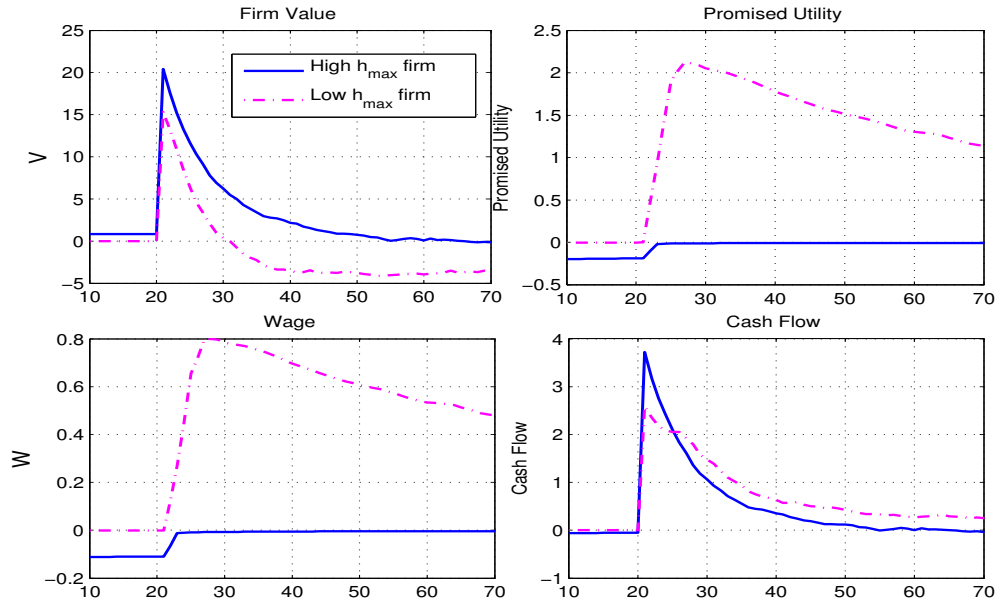 Firm Value
25
20
15
10
5
0
−5
V
10 20 30 40 50 60 70
High h_max firm
Low h_max firm
Promised Utility
2.5
2
1.5
1
0.5
0
−0.5
Promised Utility
10 20 30 40 50 60 70
Wage
0.8
0.6
0.4
0.2
0
−0.2
W
10 20 30 40 50 60 70
Cash Flow
4
3
2
1
0
−1
Cash Flow
10 20 30 40 50 60 70